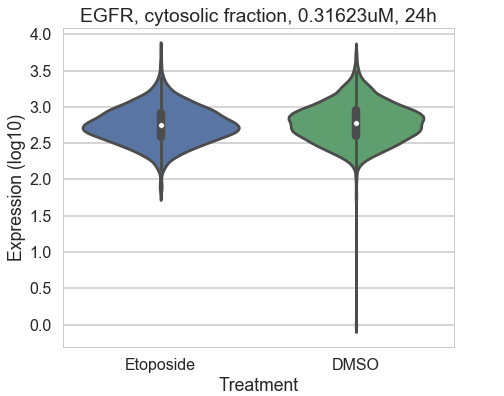 EGFR, cytosolic fraction, 0.31623uM, 24h
Expression (log10)
4.0
3.5
3.0
2.5
2.0
1.5
1.0
0.5
0.0
Etoposide DMSO
Treatment